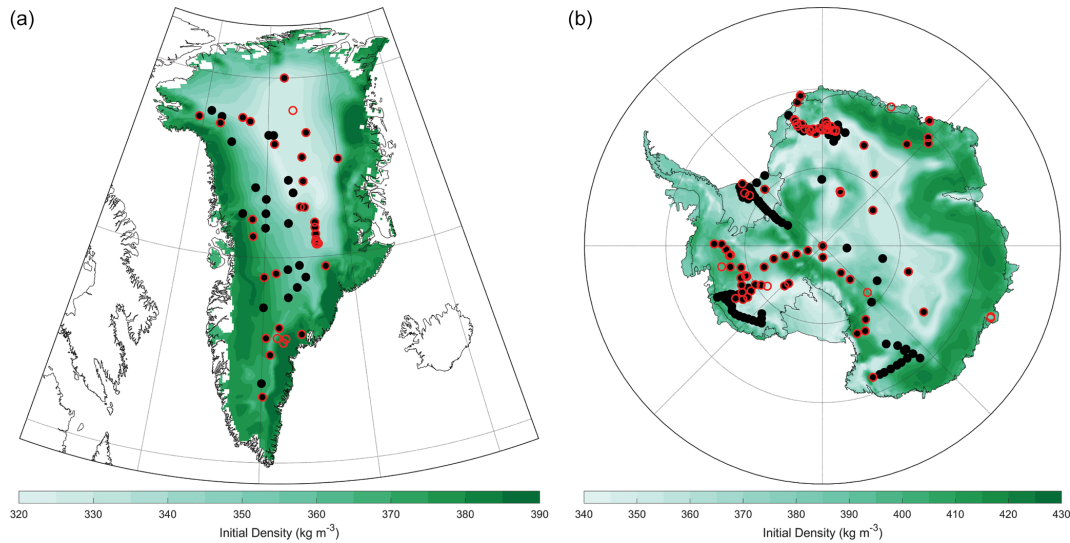 (a)
(b)
320 330 340 350 360 370 380 390
Initial Density (kg m⁻³)
340 350 360 370 380 390 400 410 420 430
Initial Density (kg m⁻³)